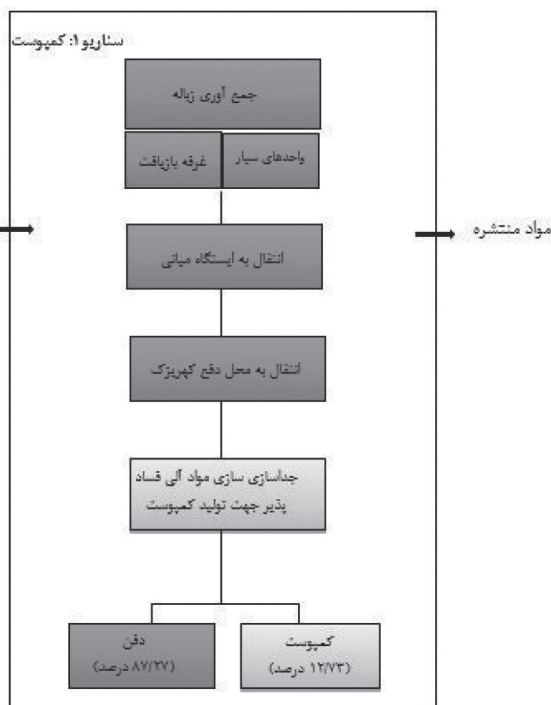 سناریو ۱: کمپوست
جمع آوری زباله
واحدهای سیار
غرفه بازیافت
مواد منتشره
انتقال به ایستگاه میانی
انتقال به محل دفع کهریزک
جداسازی سازی مواد آلی فساد
پذیر جهت تولید کمپوست
کمپوست
(۱۲/۷۳ درصد)
دفن
(۸۷/۲۷ درصد)